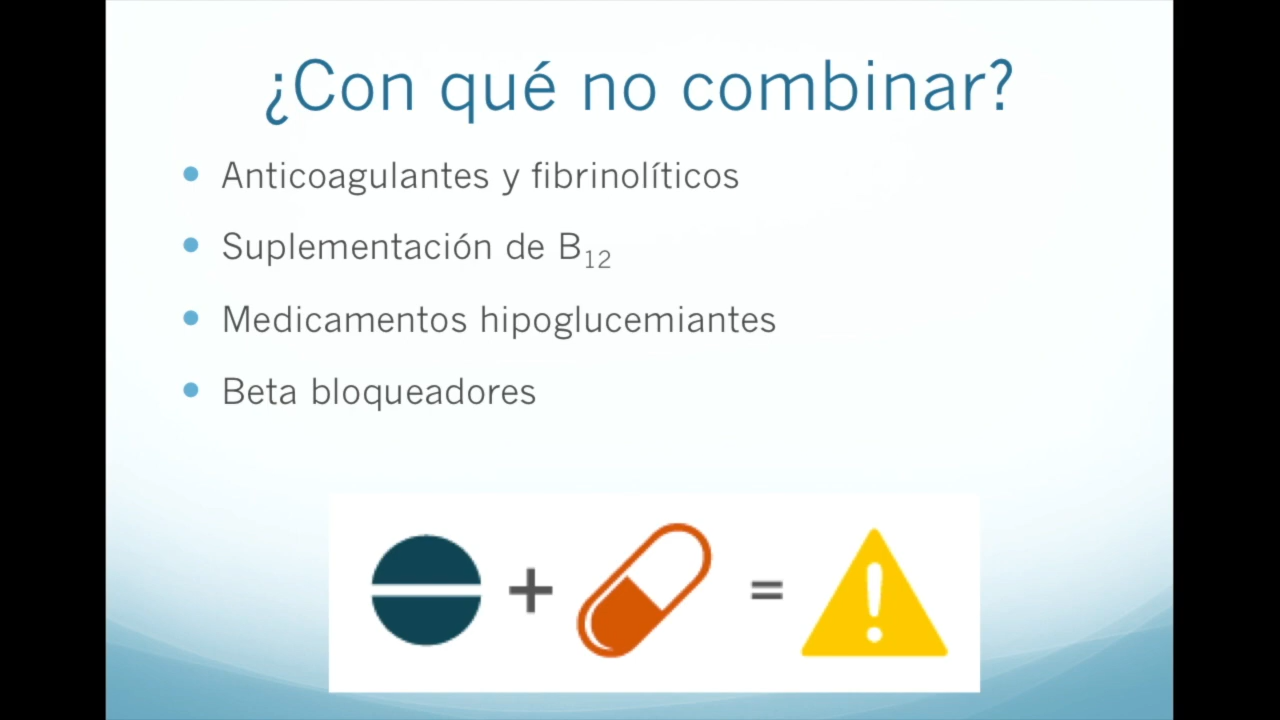 ¿Con qué no combinar?
Anticoagulantes y fibrinolíticos
Suplementación de B₁₂
Medicamentos hipoglucemiantes
Beta bloqueadores
+ = !